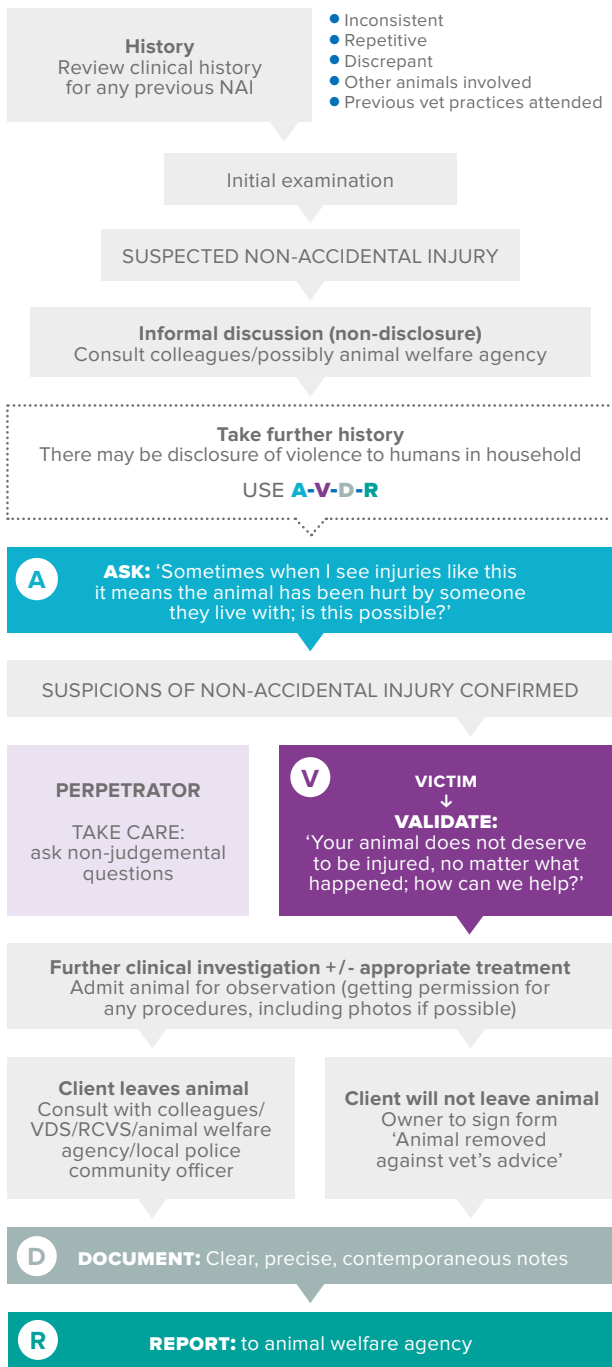 History
Review clinical history
for any previous NAI
● Inconsistent
● Repetitive
● Discrepant
● Other animals involved
● Previous vet practices attended
Initial examination
SUSPECTED NON-ACCIDENTAL INJURY
Informal discussion (non-disclosure)
Consult colleagues/possibly animal welfare agency
Take further history
There may be disclosure of violence to humans in household
USE A-V-D-R
A
ASK: ‘Sometimes when I see injuries like this
it means the animal has been hurt by someone
they live with; is this possible?’
SUSPICIONS OF NON-ACCIDENTAL INJURY CONFIRMED
PERPETRATOR
TAKE CARE:
ask non-judgemental
questions
V
VICTIM
↓
VALIDATE:
‘Your animal does not deserve
to be injured, no matter what
happened; how can we help?’
Further clinical investigation +/- appropriate treatment
Admit animal for observation (getting permission for
any procedures, including photos if possible)
Client leaves animal
Consult with colleagues/
VDS/RCVS/animal welfare
agency/local police
community officer
Client will not leave animal
Owner to sign form
‘Animal removed
against vet’s advice’
D
DOCUMENT: Clear, precise, contemporaneous notes
R
REPORT: to animal welfare agency